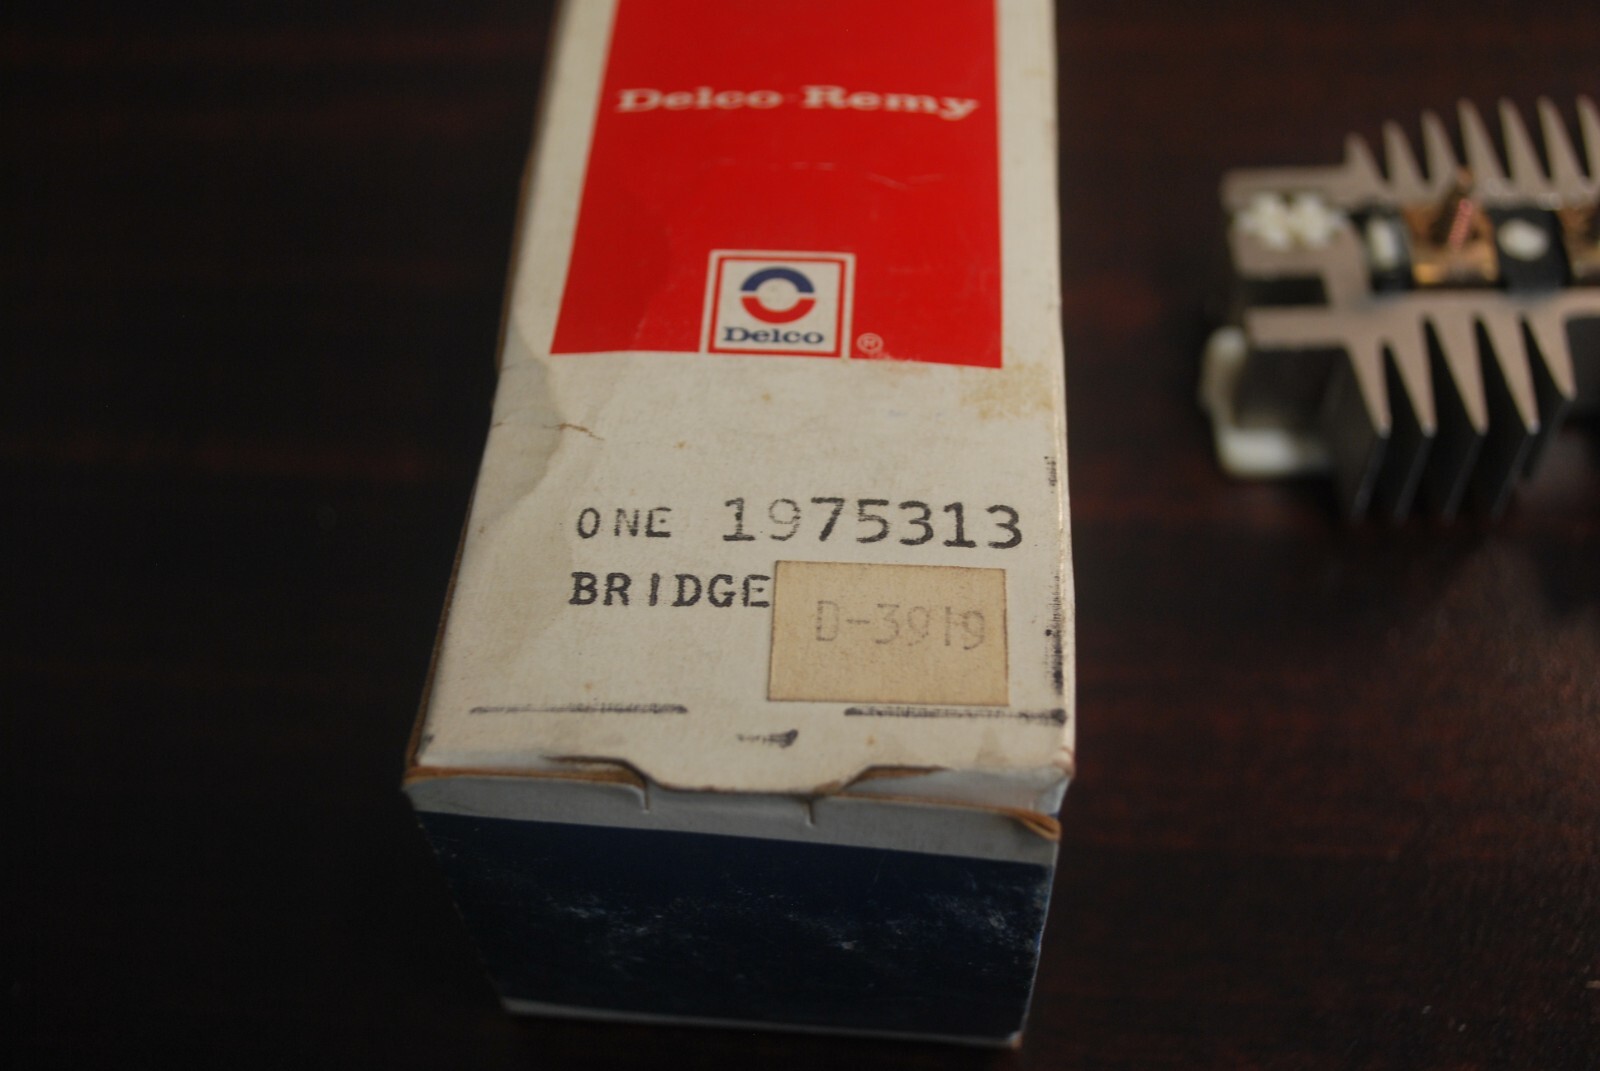 Delco-Remy
Delco ®
ONE 1975313
BRIDGE
D-3919